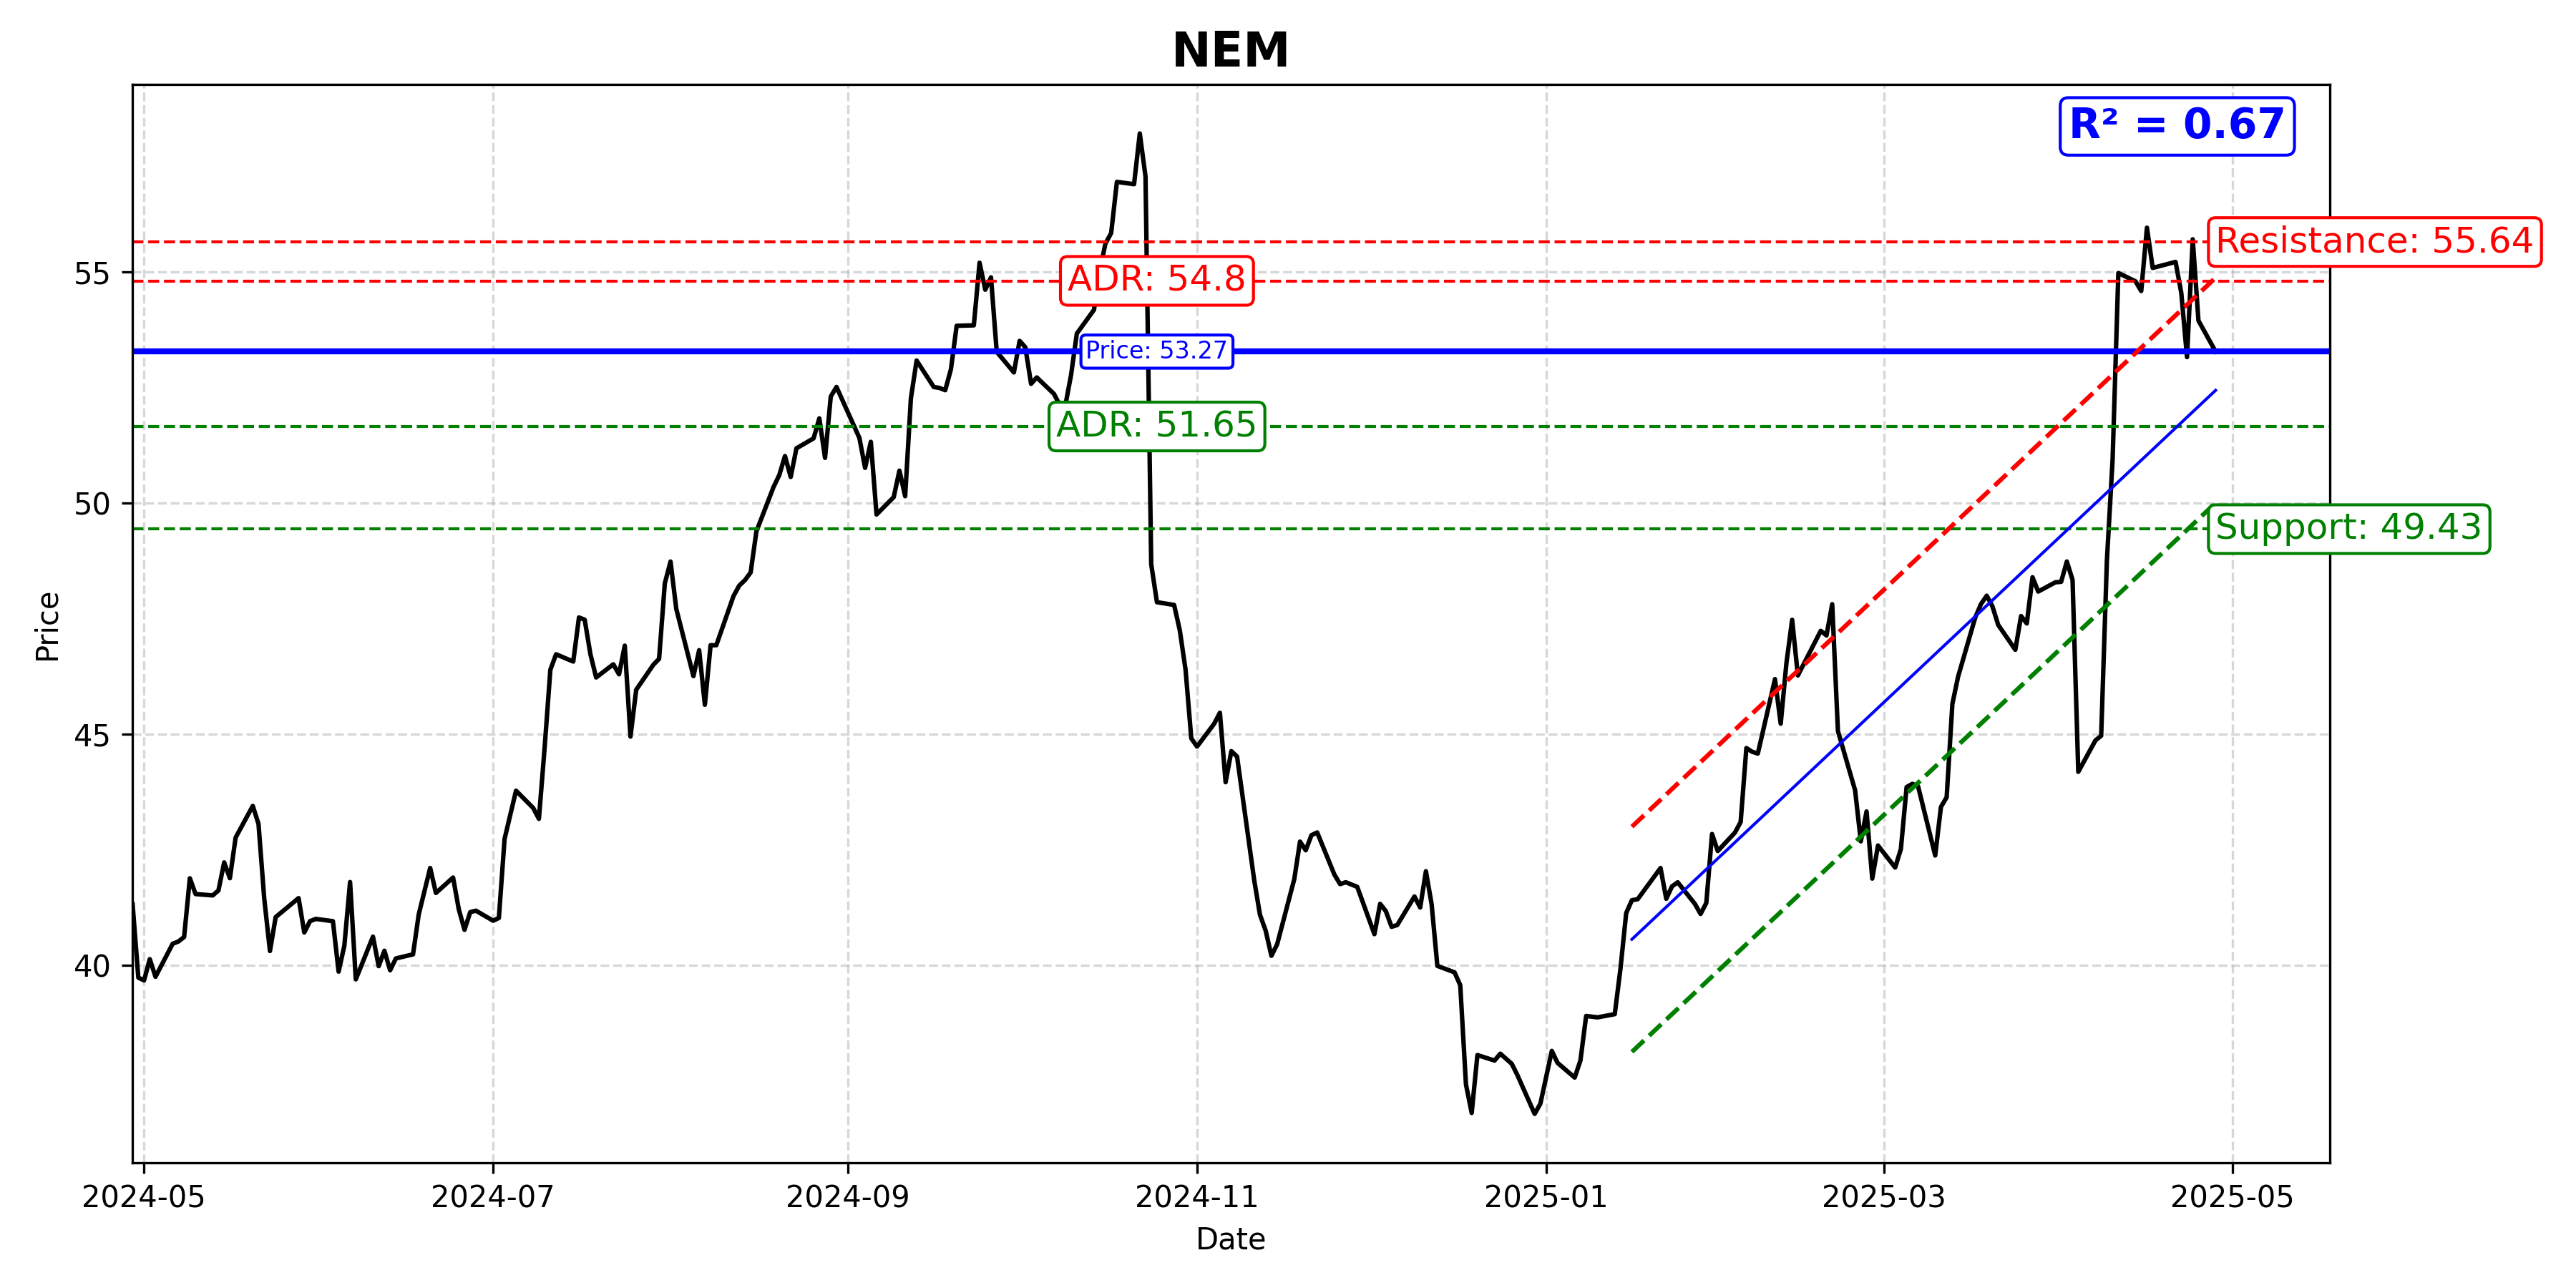 NEM
R² = 0.67
Resistance: 55.64
ADR: 54.8
Price: 53.27
ADR: 51.65
Support: 49.43
Price
55
50
45
40
2024-05
2024-07
2024-09
2024-11
2025-01
2025-03
2025-05
Date